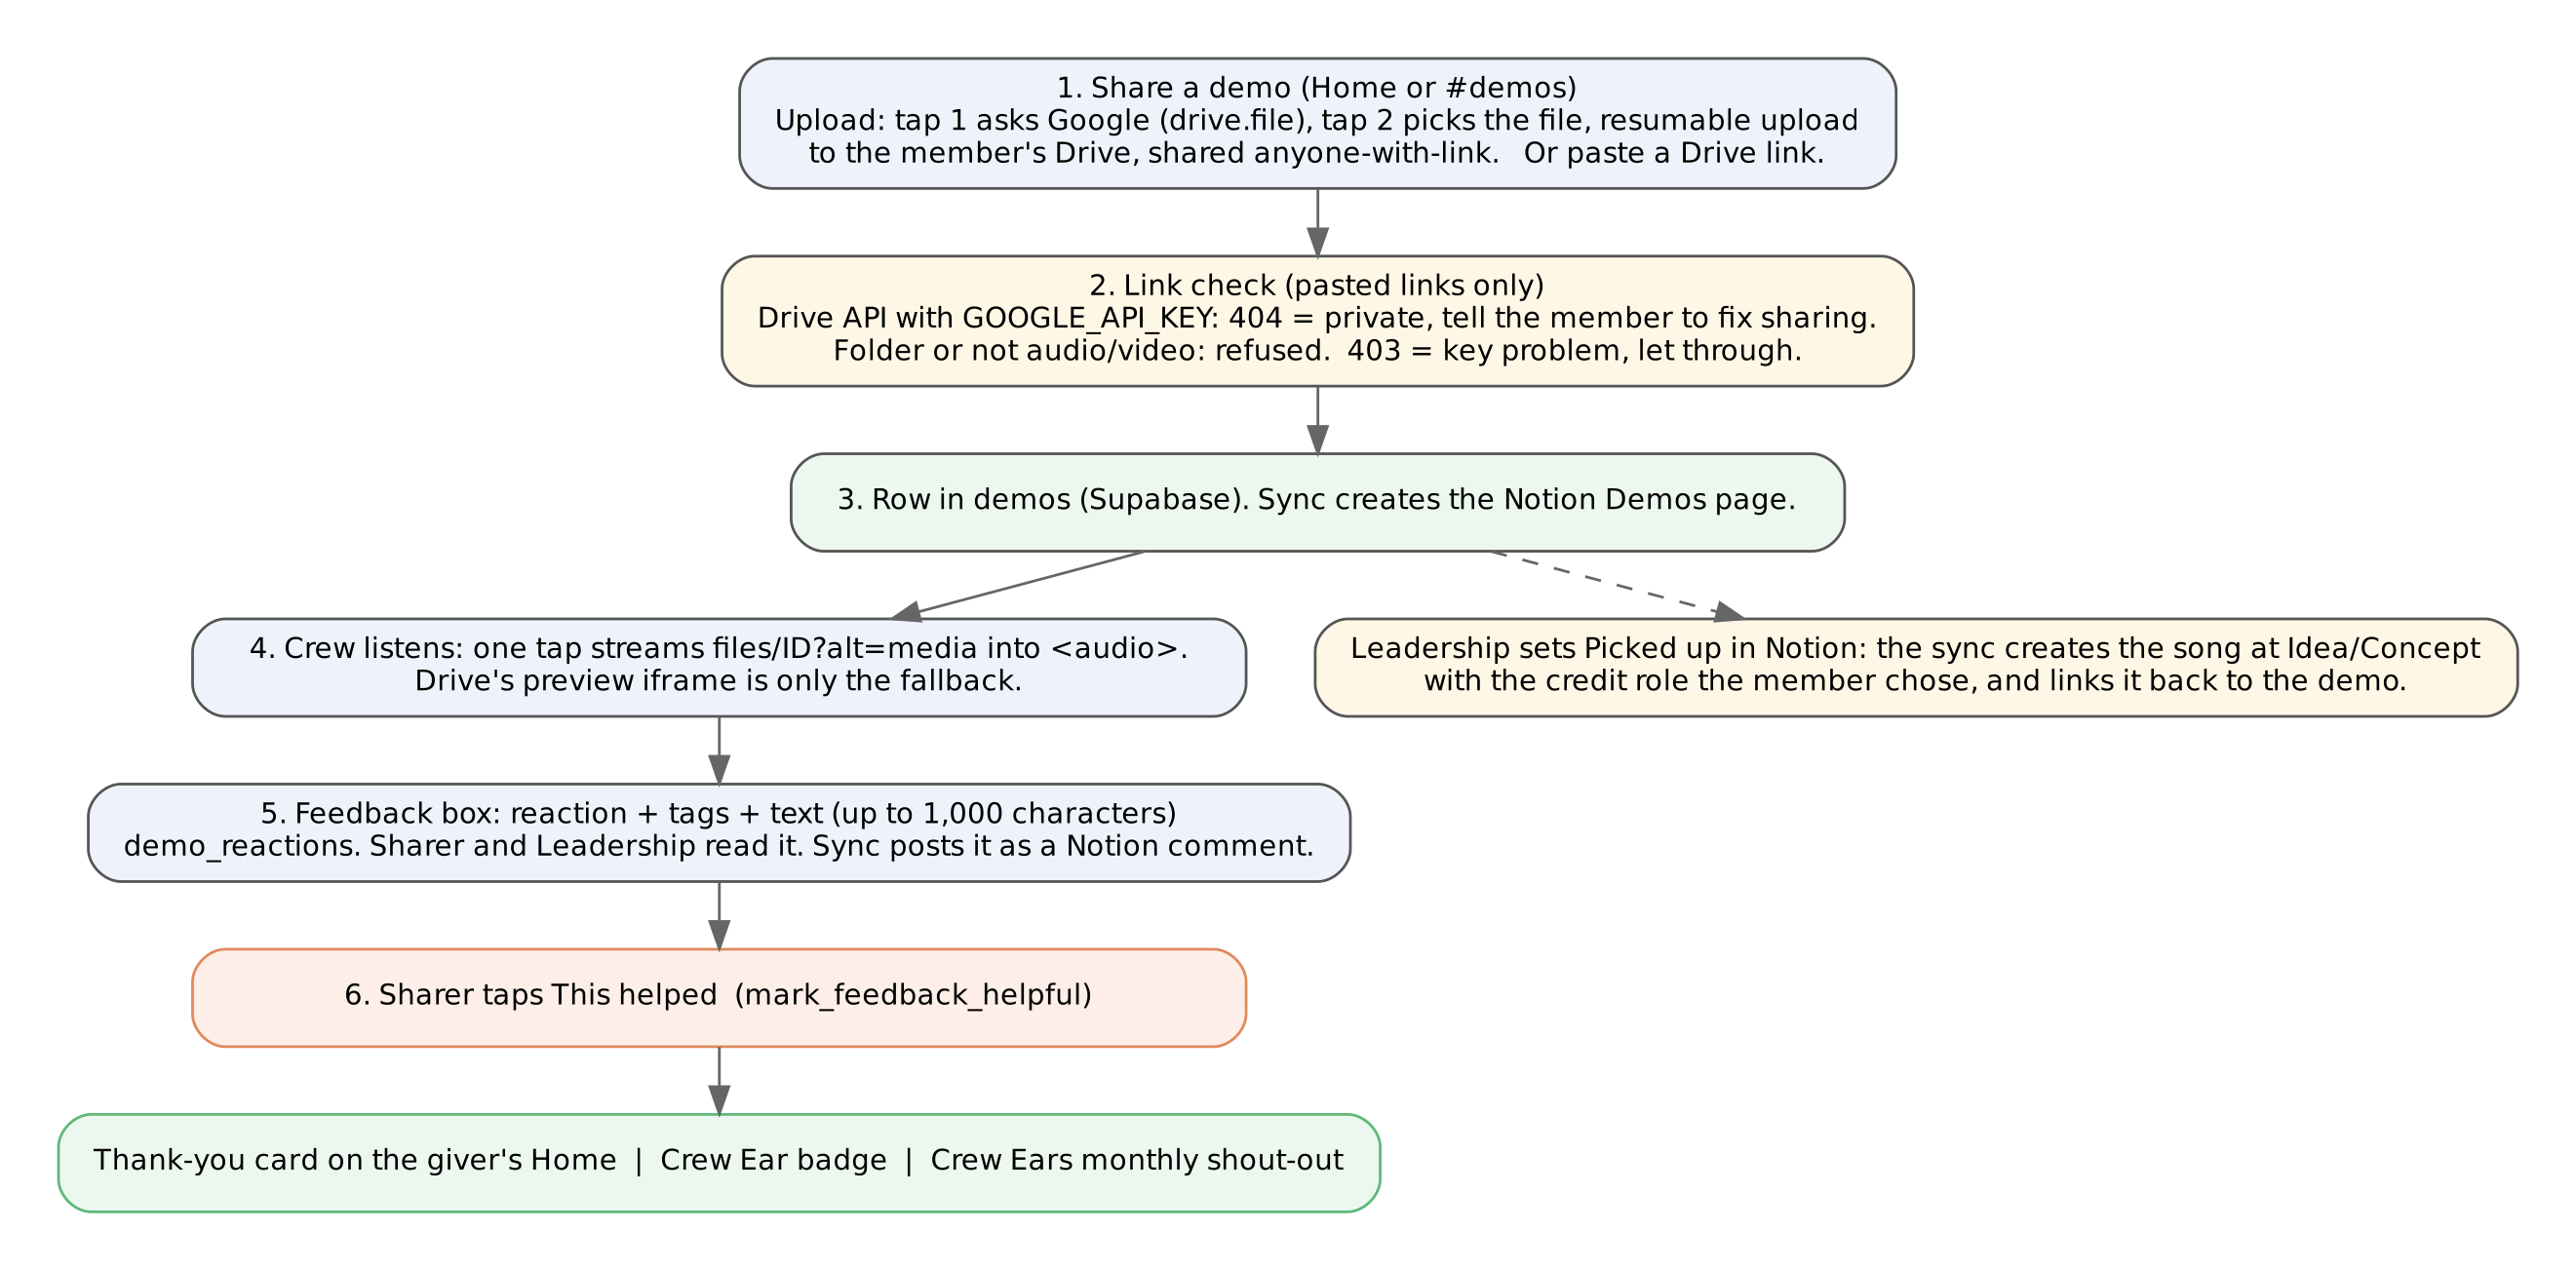 1. Share a demo (Home or #demos)
Upload: tap 1 asks Google (drive.file), tap 2 picks the file, resumable upload
to the member's Drive, shared anyone-with-link.   Or paste a Drive link.
2. Link check (pasted links only)
Drive API with GOOGLE_API_KEY: 404 = private, tell the member to fix sharing.
Folder or not audio/video: refused.  403 = key problem, let through.
3. Row in demos (Supabase). Sync creates the Notion Demos page.
4. Crew listens: one tap streams files/ID?alt=media into <audio>.
Drive's preview iframe is only the fallback.
Leadership sets Picked up in Notion: the sync creates the song at Idea/Concept
with the credit role the member chose, and links it back to the demo.
5. Feedback box: reaction + tags + text (up to 1,000 characters)
demo_reactions. Sharer and Leadership read it. Sync posts it as a Notion comment.
6. Sharer taps This helped  (mark_feedback_helpful)
Thank-you card on the giver's Home  |  Crew Ear badge  |  Crew Ears monthly shout-out